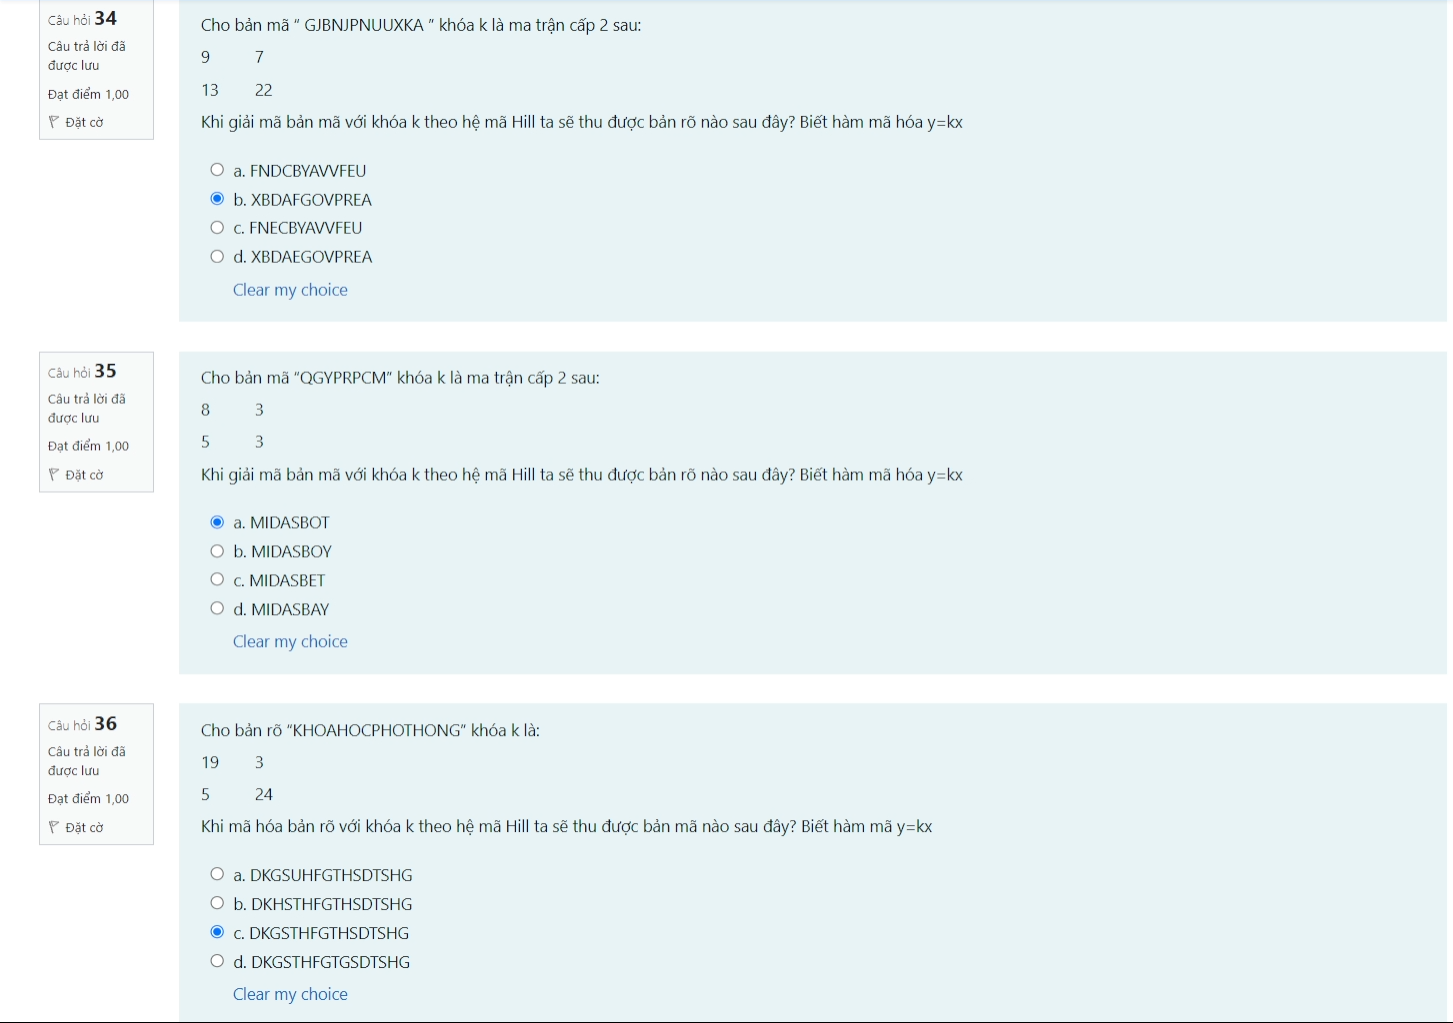 Câu hỏi 34
Câu trả lời đã
được lưu
Đạt điểm 1,00
Đặt cờ
Cho bản mã “ GJBNJPNUUXKA ” khóa k là ma trận cấp 2 sau:
9 7
13 22
Khi giải mã bản mã với khóa k theo hệ mã Hill ta sẽ thu được bản rõ nào sau đây? Biết hàm mã hóa y=kx
a. FNDCBYAVVFEU
b. XBDAFGOVPREA
c. FNECBYAVVFEU
d. XBDAEGOVPREA
Clear my choice
Câu hỏi 35
Câu trả lời đã
được lưu
Đạt điểm 1,00
Đặt cờ
Cho bản mã “QGYPRPCM” khóa k là ma trận cấp 2 sau:
8 3
5 3
Khi giải mã bản mã với khóa k theo hệ mã Hill ta sẽ thu được bản rõ nào sau đây? Biết hàm mã hóa y=kx
a. MIDASBOT
b. MIDASBOY
c. MIDASBET
d. MIDASBAY
Clear my choice
Câu hỏi 36
Câu trả lời đã
được lưu
Đạt điểm 1,00
Đặt cờ
Cho bản rõ “KHOAHOCPHOTHONG” khóa k là:
19 3
5 24
Khi mã hóa bản rõ với khóa k theo hệ mã Hill ta sẽ thu được bản mã nào sau đây? Biết hàm mã y=kx
a. DKGSUHFGTHSDTSHG
b. DKHSTHFGTHSDTSHG
c. DKGSTHFGTHSDTSHG
d. DKGSTHFGTGSDTSHG
Clear my choice